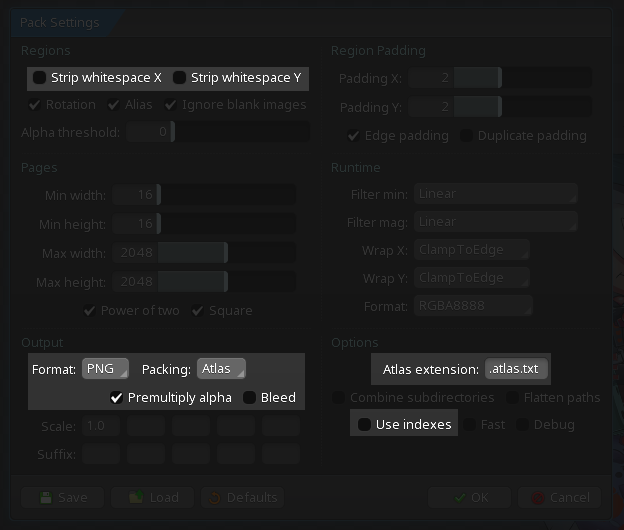 Pack Settings
Regions
Strip whitespace X Strip whitespace Y
Rotation Alias Ignore blank images
Alpha threshold: 0
Region Padding
Padding X: 2
Padding Y: 2
Edge padding Duplicate padding
Pages
Min width: 16
Min height: 16
Max width: 2048
Max height: 2048
Power of two Square
Runtime
Filter min: Linear
Filter mag: Linear
Wrap X: ClampToEdge
Wrap Y: ClampToEdge
Format: RGBA8888
Output
Format: PNG Packing: Atlas
Premultiply alpha Bleed
Scale: 1.0
Suffix:
Options
Atlas extension: .atlas.txt
Combine subdirectories Flatten paths
Use indexes Fast Debug
Save Load Defaults OK Cancel